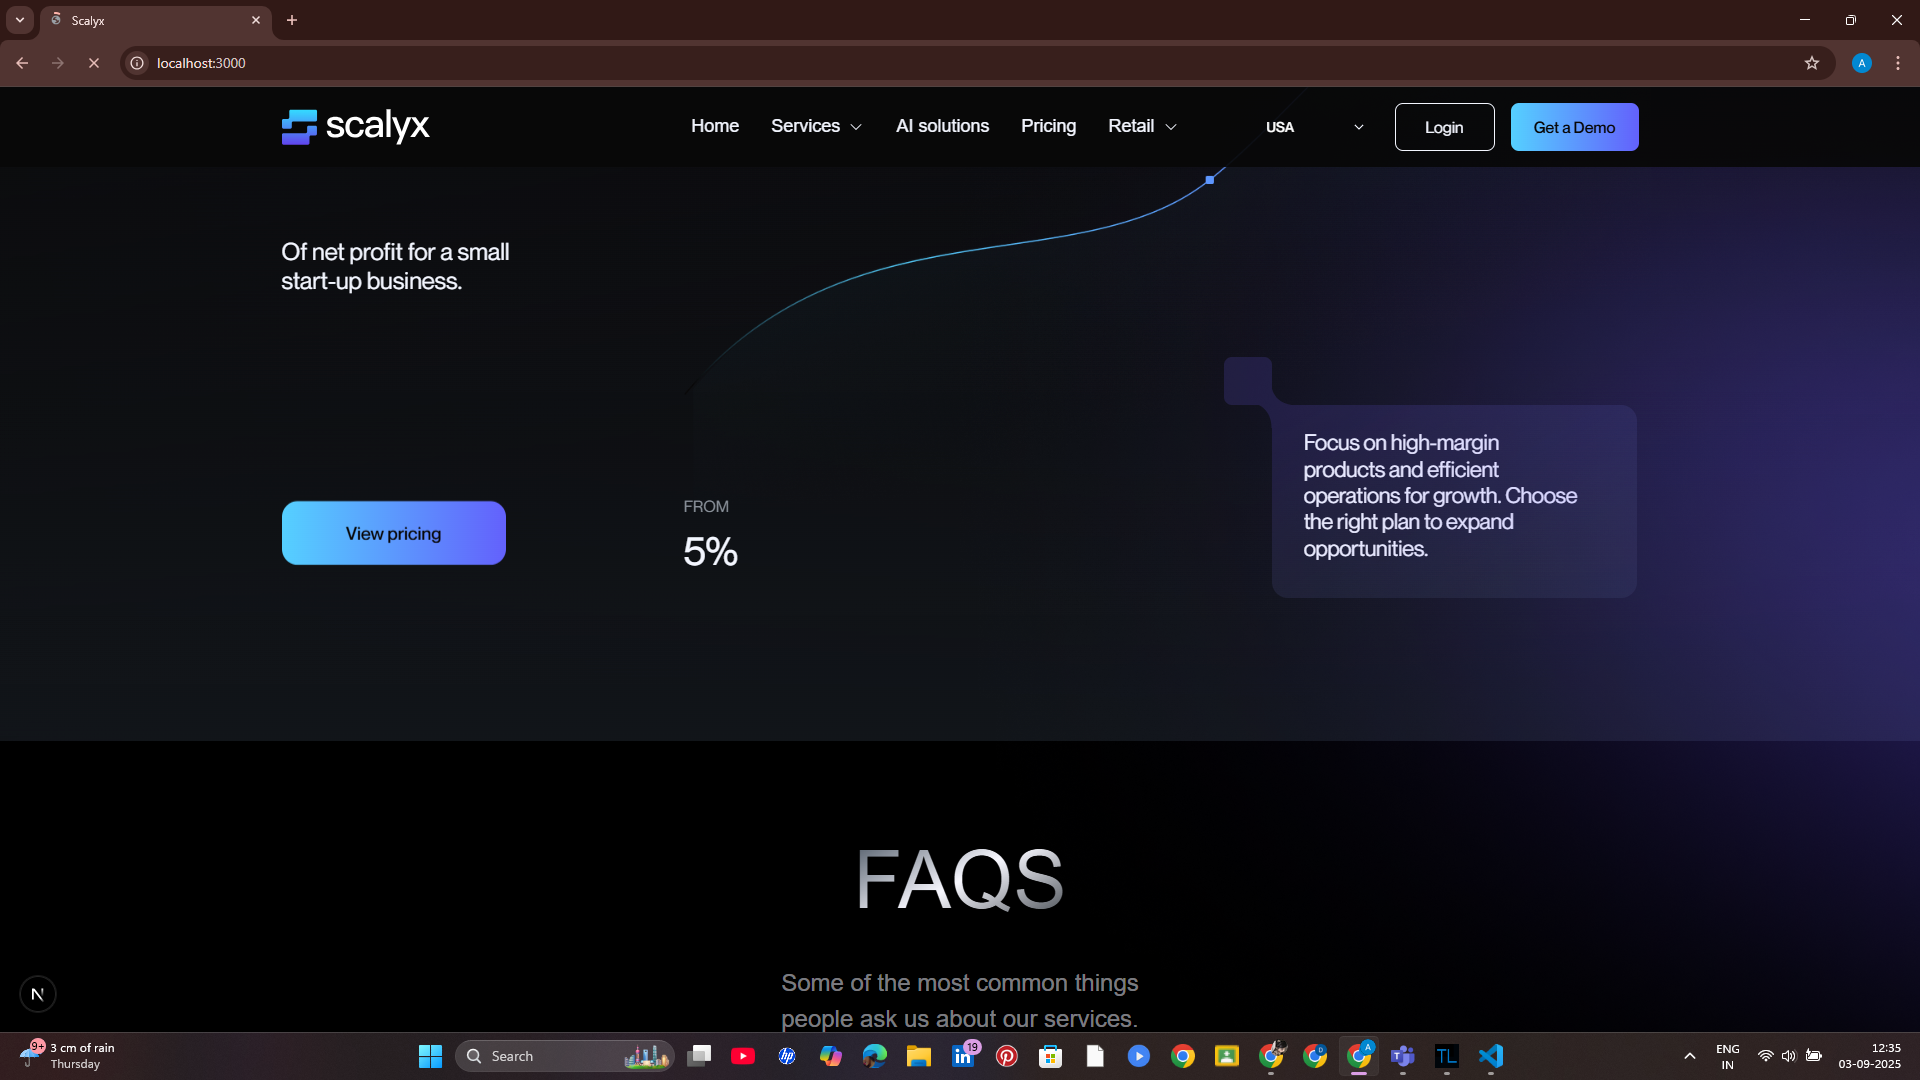 Scalyx
localhost:3000
A
scalyx
Home
Services
AI solutions
Pricing
Retail
USA
Login
Get a Demo
Of net profit for a small
start-up business.
Focus on high-margin
products and efficient
operations for growth. Choose
the right plan to expand
opportunities.
View pricing
FROM
5%
FAQS
Some of the most common things
people ask us about our services.
N
9+
3 cm of rain
Thursday
Search
hp
in
19
D
A
T
TL
ENG
IN
12:35
03-09-2025